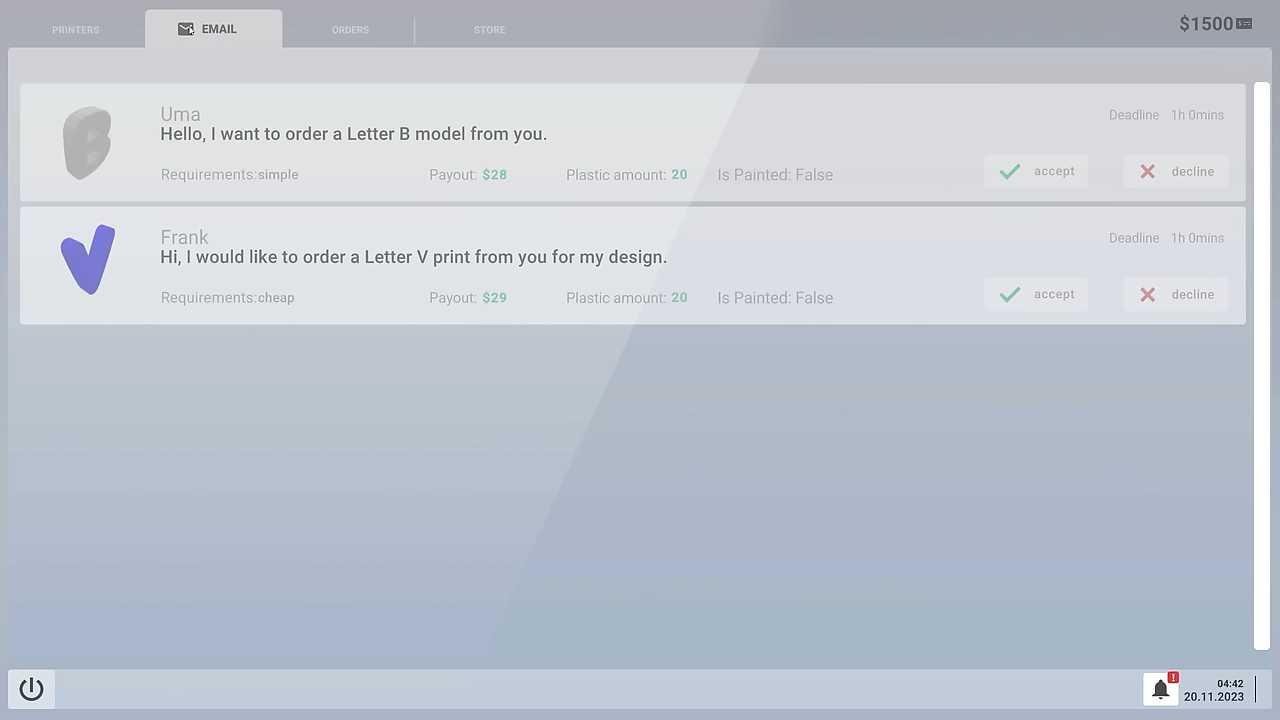 PRINTERS EMAIL ORDERS STORE $1500
Uma Deadline 1h 0mins
Hello, I want to order a Letter B model from you.
Requirements:simple Payout: $28 Plastic amount: 20 Is Painted: False accept decline
Frank Deadline 1h 0mins
Hi, I would like to order a Letter V print from you for my design.
Requirements:cheap Payout: $29 Plastic amount: 20 Is Painted: False accept decline
! 04:42
20.11.2023